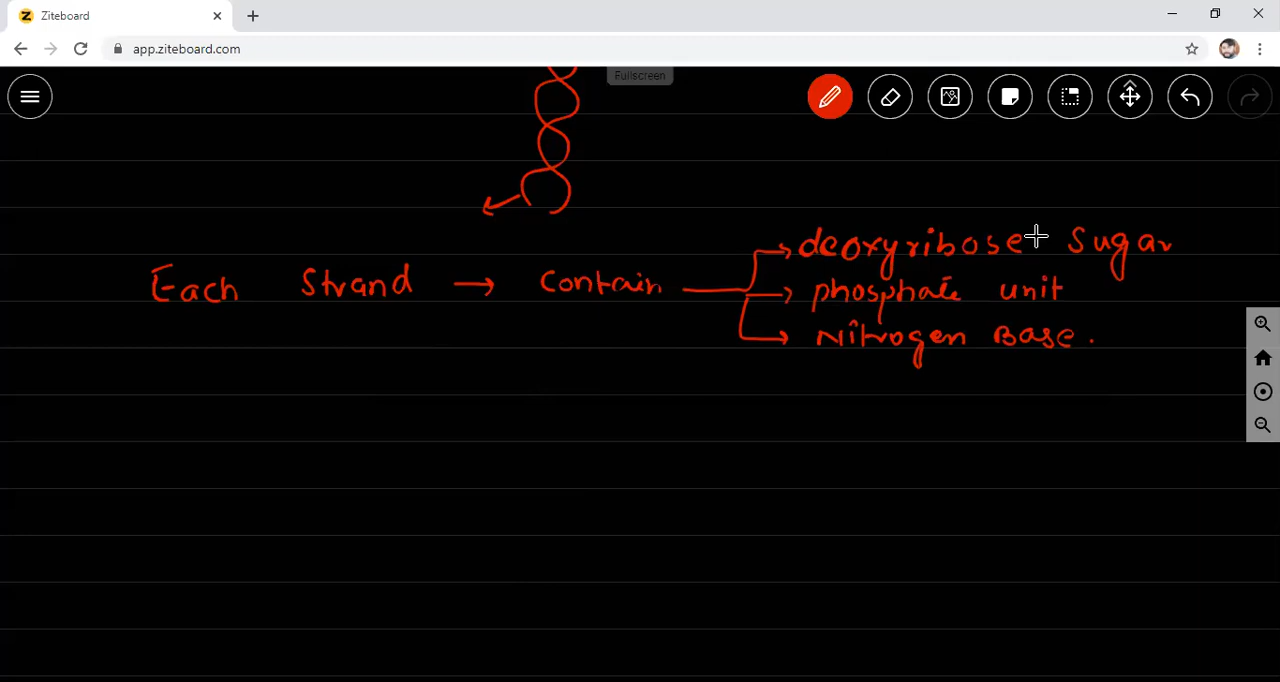 Ziteboard
app.ziteboard.com
Fullscreen
deoxyribose Sugar
Each Strand → Contain → phosphate unit
→ Nitrogen Base.